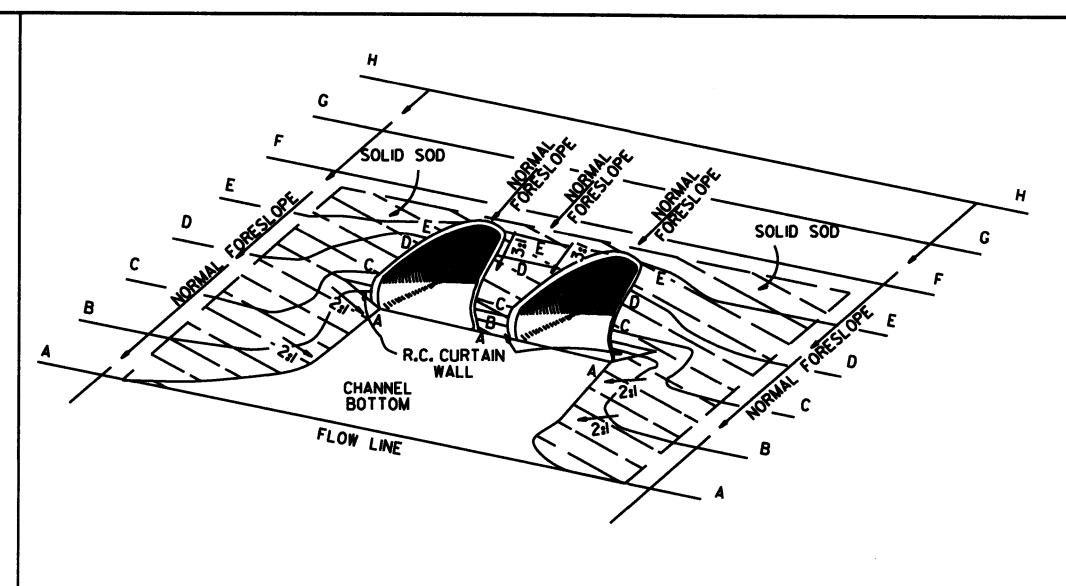 H
G
F
E
D
C
B
A
SOLID SOD
NORMAL FORESLOPE
NORMAL
FORESLOPE
NORMAL
FORESLOPE
NORMAL
FORESLOPE
SOLID SOD
H
G
F
E
D
C
B
A
NORMAL FORESLOPE
E
D
C
A
3:1
E
D
3:1
C
B
A
E
D
C
A
2:1
2:1
2:1
2:1
R.C. CURTAIN
WALL
CHANNEL
BOTTOM
FLOW LINE